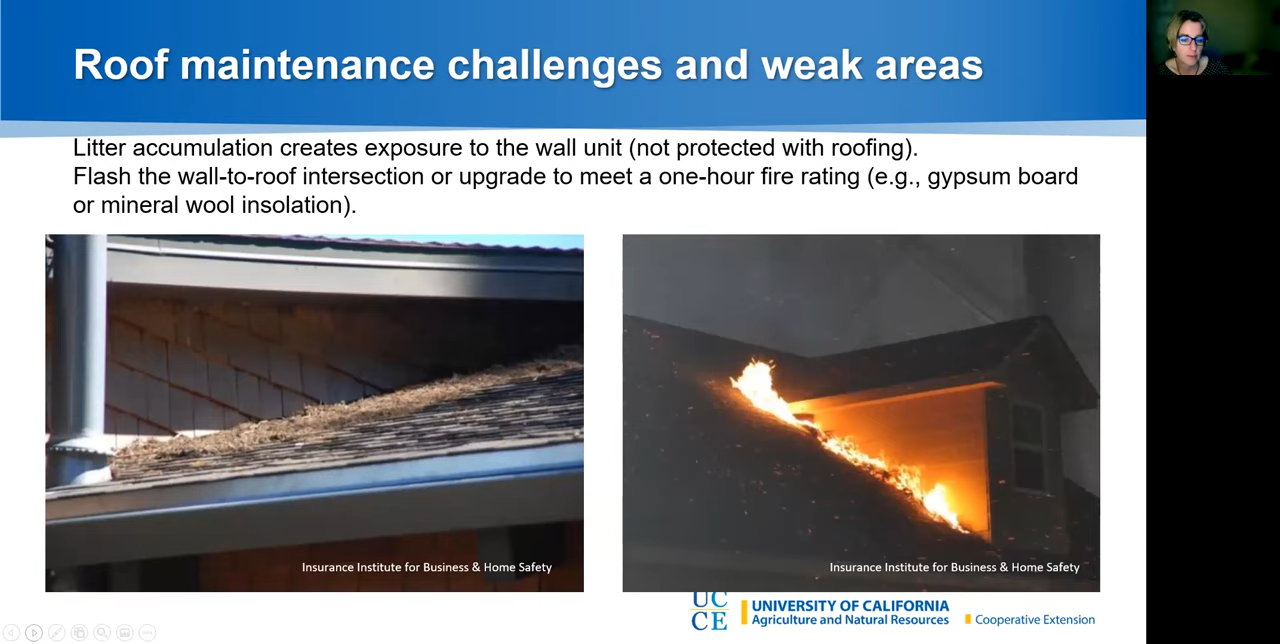 Roof maintenance challenges and weak areas
Litter accumulation creates exposure to the wall unit (not protected with roofing).
Flash the wall-to-roof intersection or upgrade to meet a one-hour fire rating (e.g., gypsum board
or mineral wool insolation).
Insurance Institute for Business & Home Safety
Insurance Institute for Business & Home Safety
UC
CE
UNIVERSITY OF CALIFORNIA
Agriculture and Natural Resources
Cooperative Extension